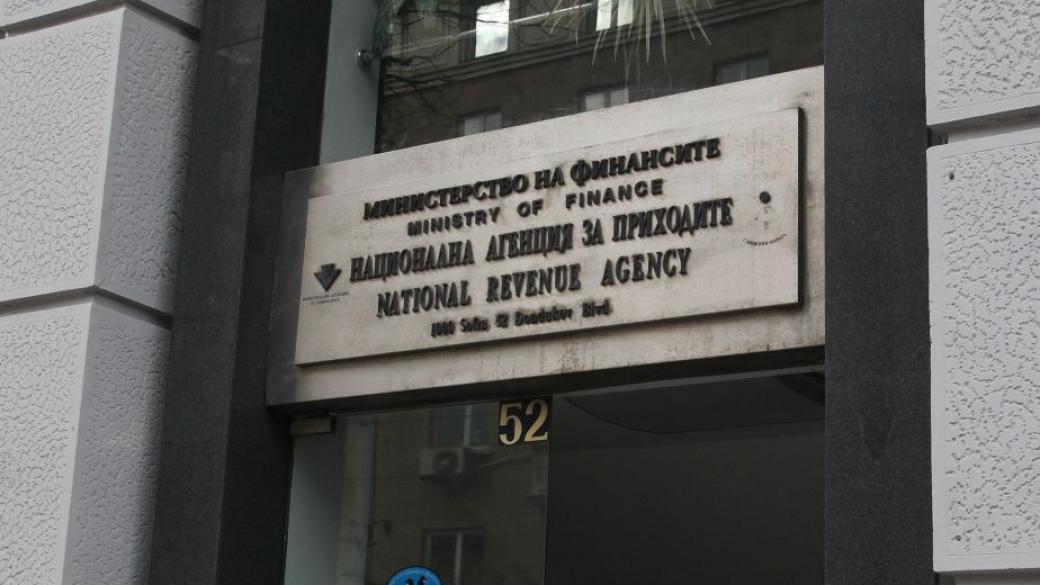 МИНИСТЕРСТВО НА ФИНАНСИТЕ
MINISTRY OF FINANCE
НАЦИОНАЛНА АГЕНЦИЯ ЗА ПРИХОДИТЕ
NATIONAL REVENUE AGENCY
1000 Sofia 52 Dondukov Blvd
52